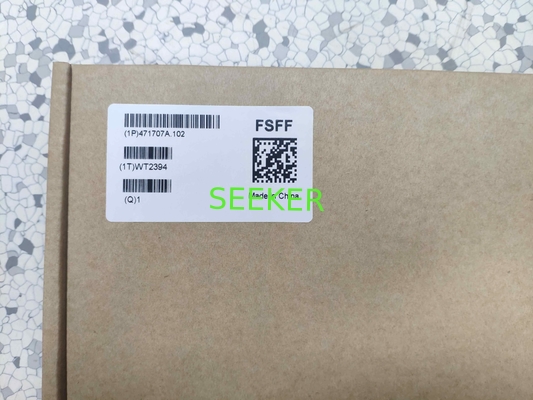 (1P)471707A.102
FSFF
(1T)WT2394
(Q)1
Made in China
SEEKER